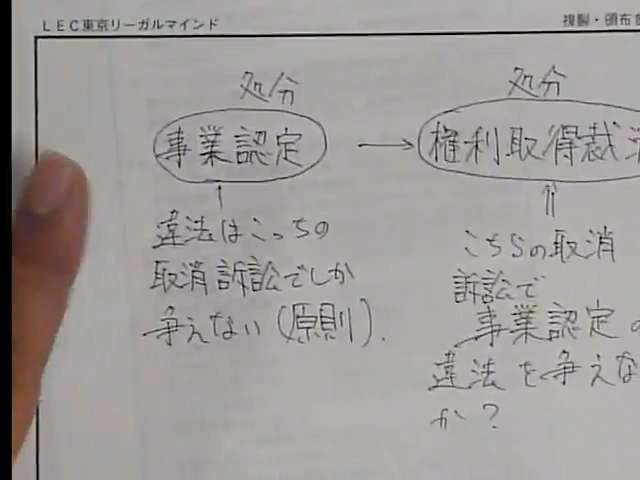 LEC東京リーガルマインド
複製・頒布
処分
事業認定
→
処分
権利取得裁決
↑
違法はこっちの
取消訴訟でしか
争えない(原則).
⇑
こちらの取消
訴訟で
事業認定の
違法を争えな
か?